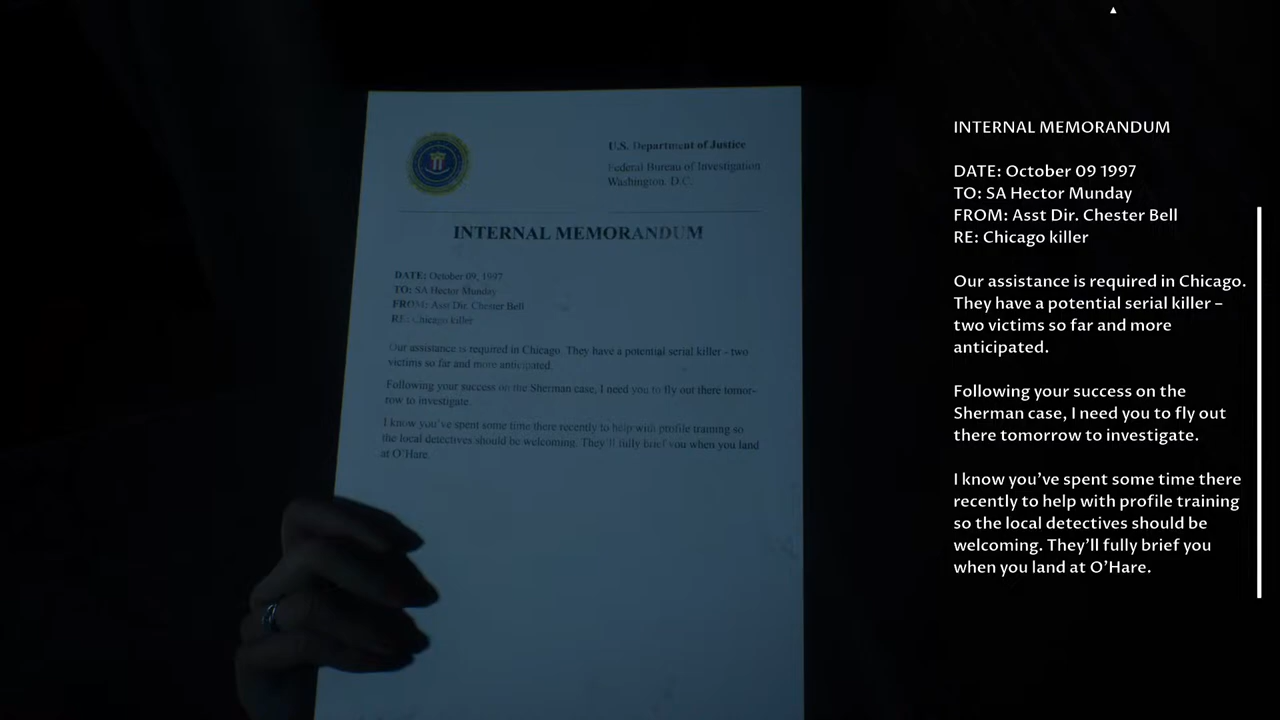 U.S. Department of Justice
Federal Bureau of Investigation
Washington, D.C.
INTERNAL MEMORANDUM
DATE: October 09, 1997
TO: SA Hector Munday
FROM: Asst Dir. Chester Bell
RE: Chicago killer
Our assistance is required in Chicago. They have a potential serial killer – two
victims so far and more anticipated.
Following your success on the Sherman case, I need you to fly out there tomor-
row to investigate.
I know you've spent some time there recently to help with profile training so
the local detectives should be welcoming. They'll fully brief you when you land
at O'Hare.
INTERNAL MEMORANDUM
DATE: October 09 1997
TO: SA Hector Munday
FROM: Asst Dir. Chester Bell
RE: Chicago killer
Our assistance is required in Chicago.
They have a potential serial killer –
two victims so far and more
anticipated.
Following your success on the
Sherman case, I need you to fly out
there tomorrow to investigate.
I know you've spent some time there
recently to help with profile training
so the local detectives should be
welcoming. They'll fully brief you
when you land at O'Hare.